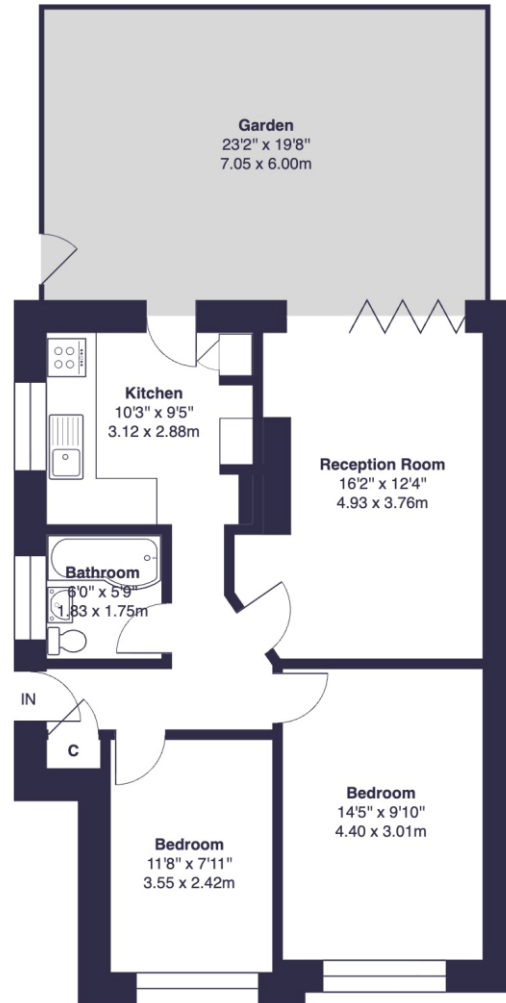 Garden
23'2" x 19'8"
7.05 x 6.00m
Kitchen
10'3" x 9'5"
3.12 x 2.88m
Reception Room
16'2" x 12'4"
4.93 x 3.76m
Bathroom
6'0" x 5'9"
1.83 x 1.75m
IN
C
Bedroom
14'5" x 9'10"
4.40 x 3.01m
Bedroom
11'8" x 7'11"
3.55 x 2.42m